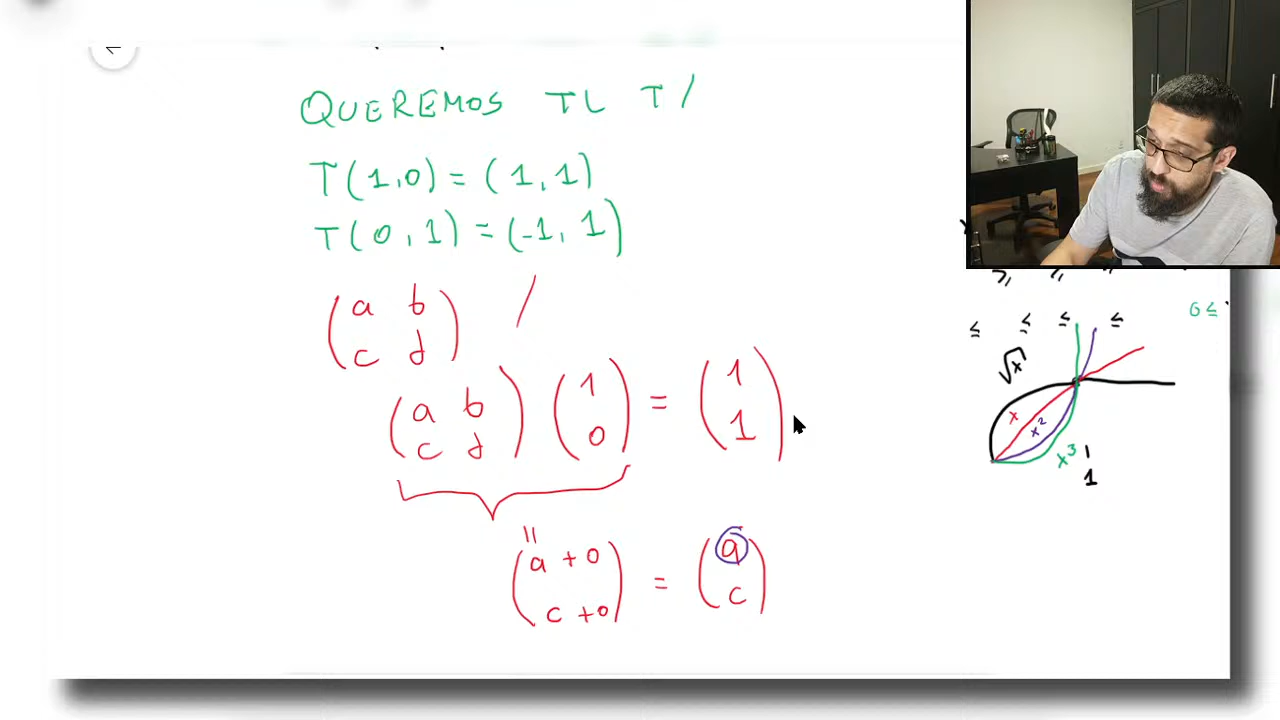 QUEREMOS TL T /
T(1,0) = (1,1)
T(0,1) = (-1,1)
(a b
c d) /
(a b
c d) (1
0) = (1
1)
=
(a + 0
c + 0) = (a
c)
≤ ≤ ≤ ≤
0 ≤
√x
x
x²
x³
1